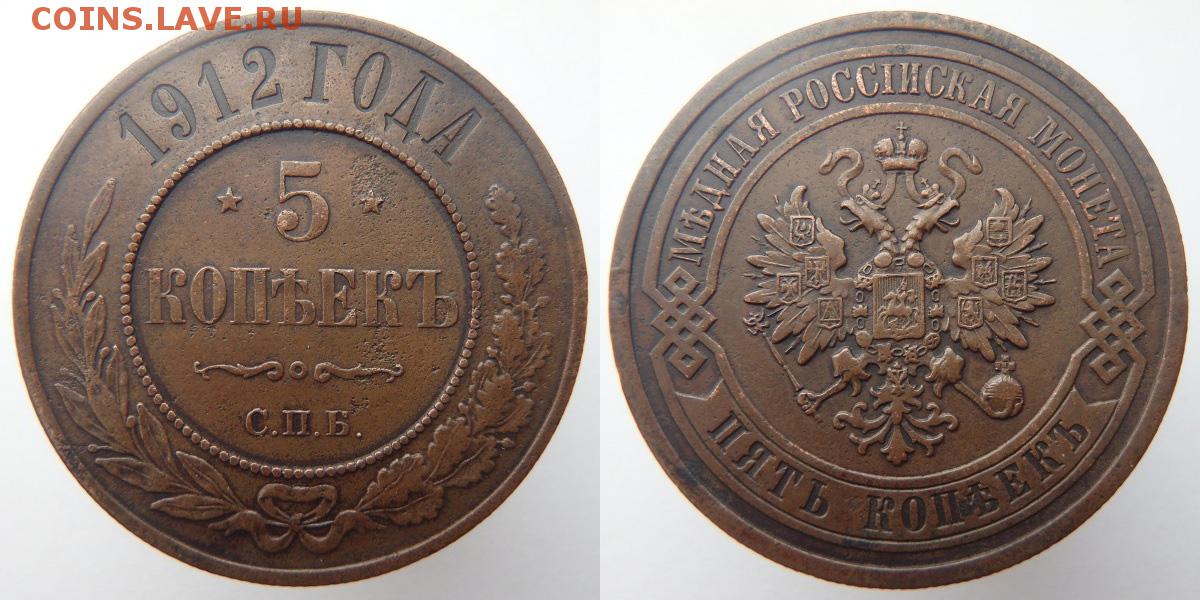 COINS.LAVE.RU
1912 ГОДА
5
КОПѢЕКЪ
С.П.Б.
МѢДНАЯ РОССІЙСКАЯ МОНЕТА
ПЯТЬ КОПѢЕКЪ